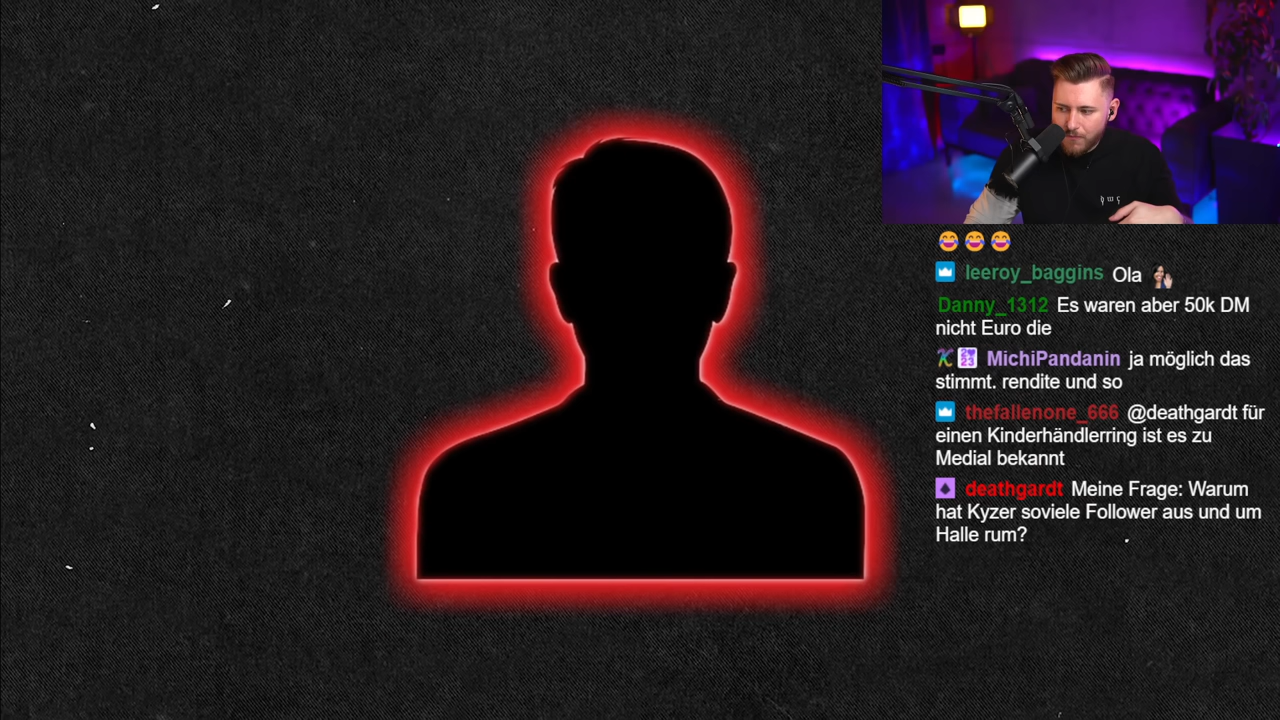 leeroy_baggins Ola
Danny_1312 Es waren aber 50k DM
nicht Euro die
MichiPandanin ja möglich das
stimmt. rendite und so
thefallenone_666 @deathgardt für
einen Kinderhändlerring ist es zu
Medial bekannt
deathgardt Meine Frage: Warum
hat Kyzer soviele Follower aus und um
Halle rum?